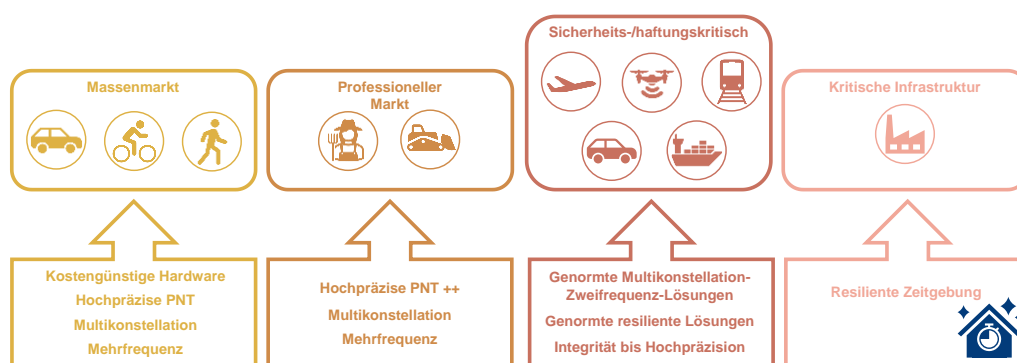 Massenmarkt
Professioneller
Markt
Sicherheits-/haftungskritisch
Kritische Infrastruktur
Kostengünstige Hardware
Hochpräzise PNT
Multikonstellation
Mehrfrequenz
Hochpräzise PNT ++
Multikonstellation
Mehrfrequenz
Genormte Multikonstellation-
Zweifrequenz-Lösungen
Genormte resiliente Lösungen
Integrität bis Hochpräzision
Resiliente Zeitgebung